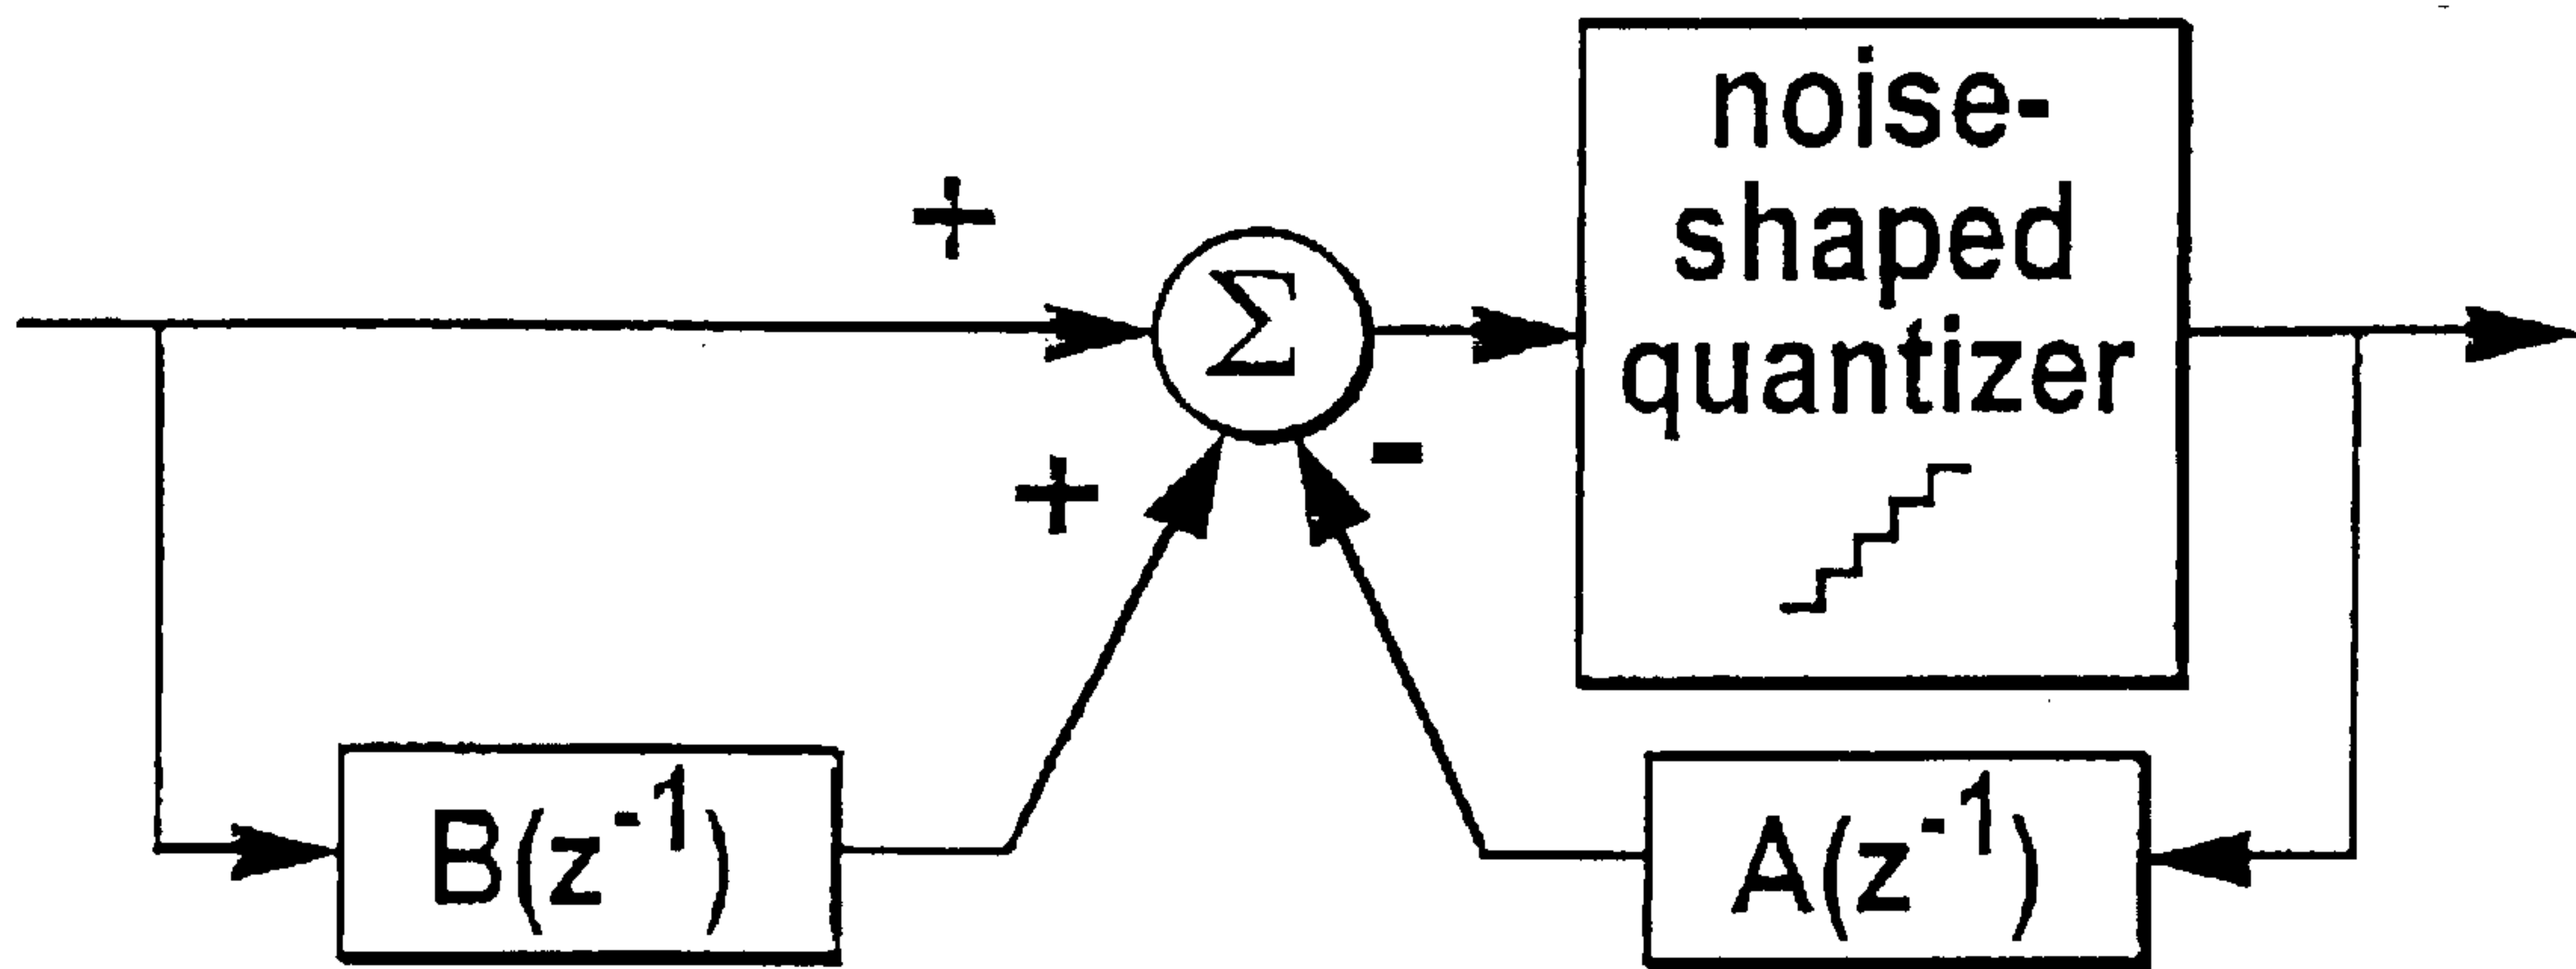 noise-
shaped
quantizer
+
Σ
+
-
B(z⁻¹)
A(z⁻¹)